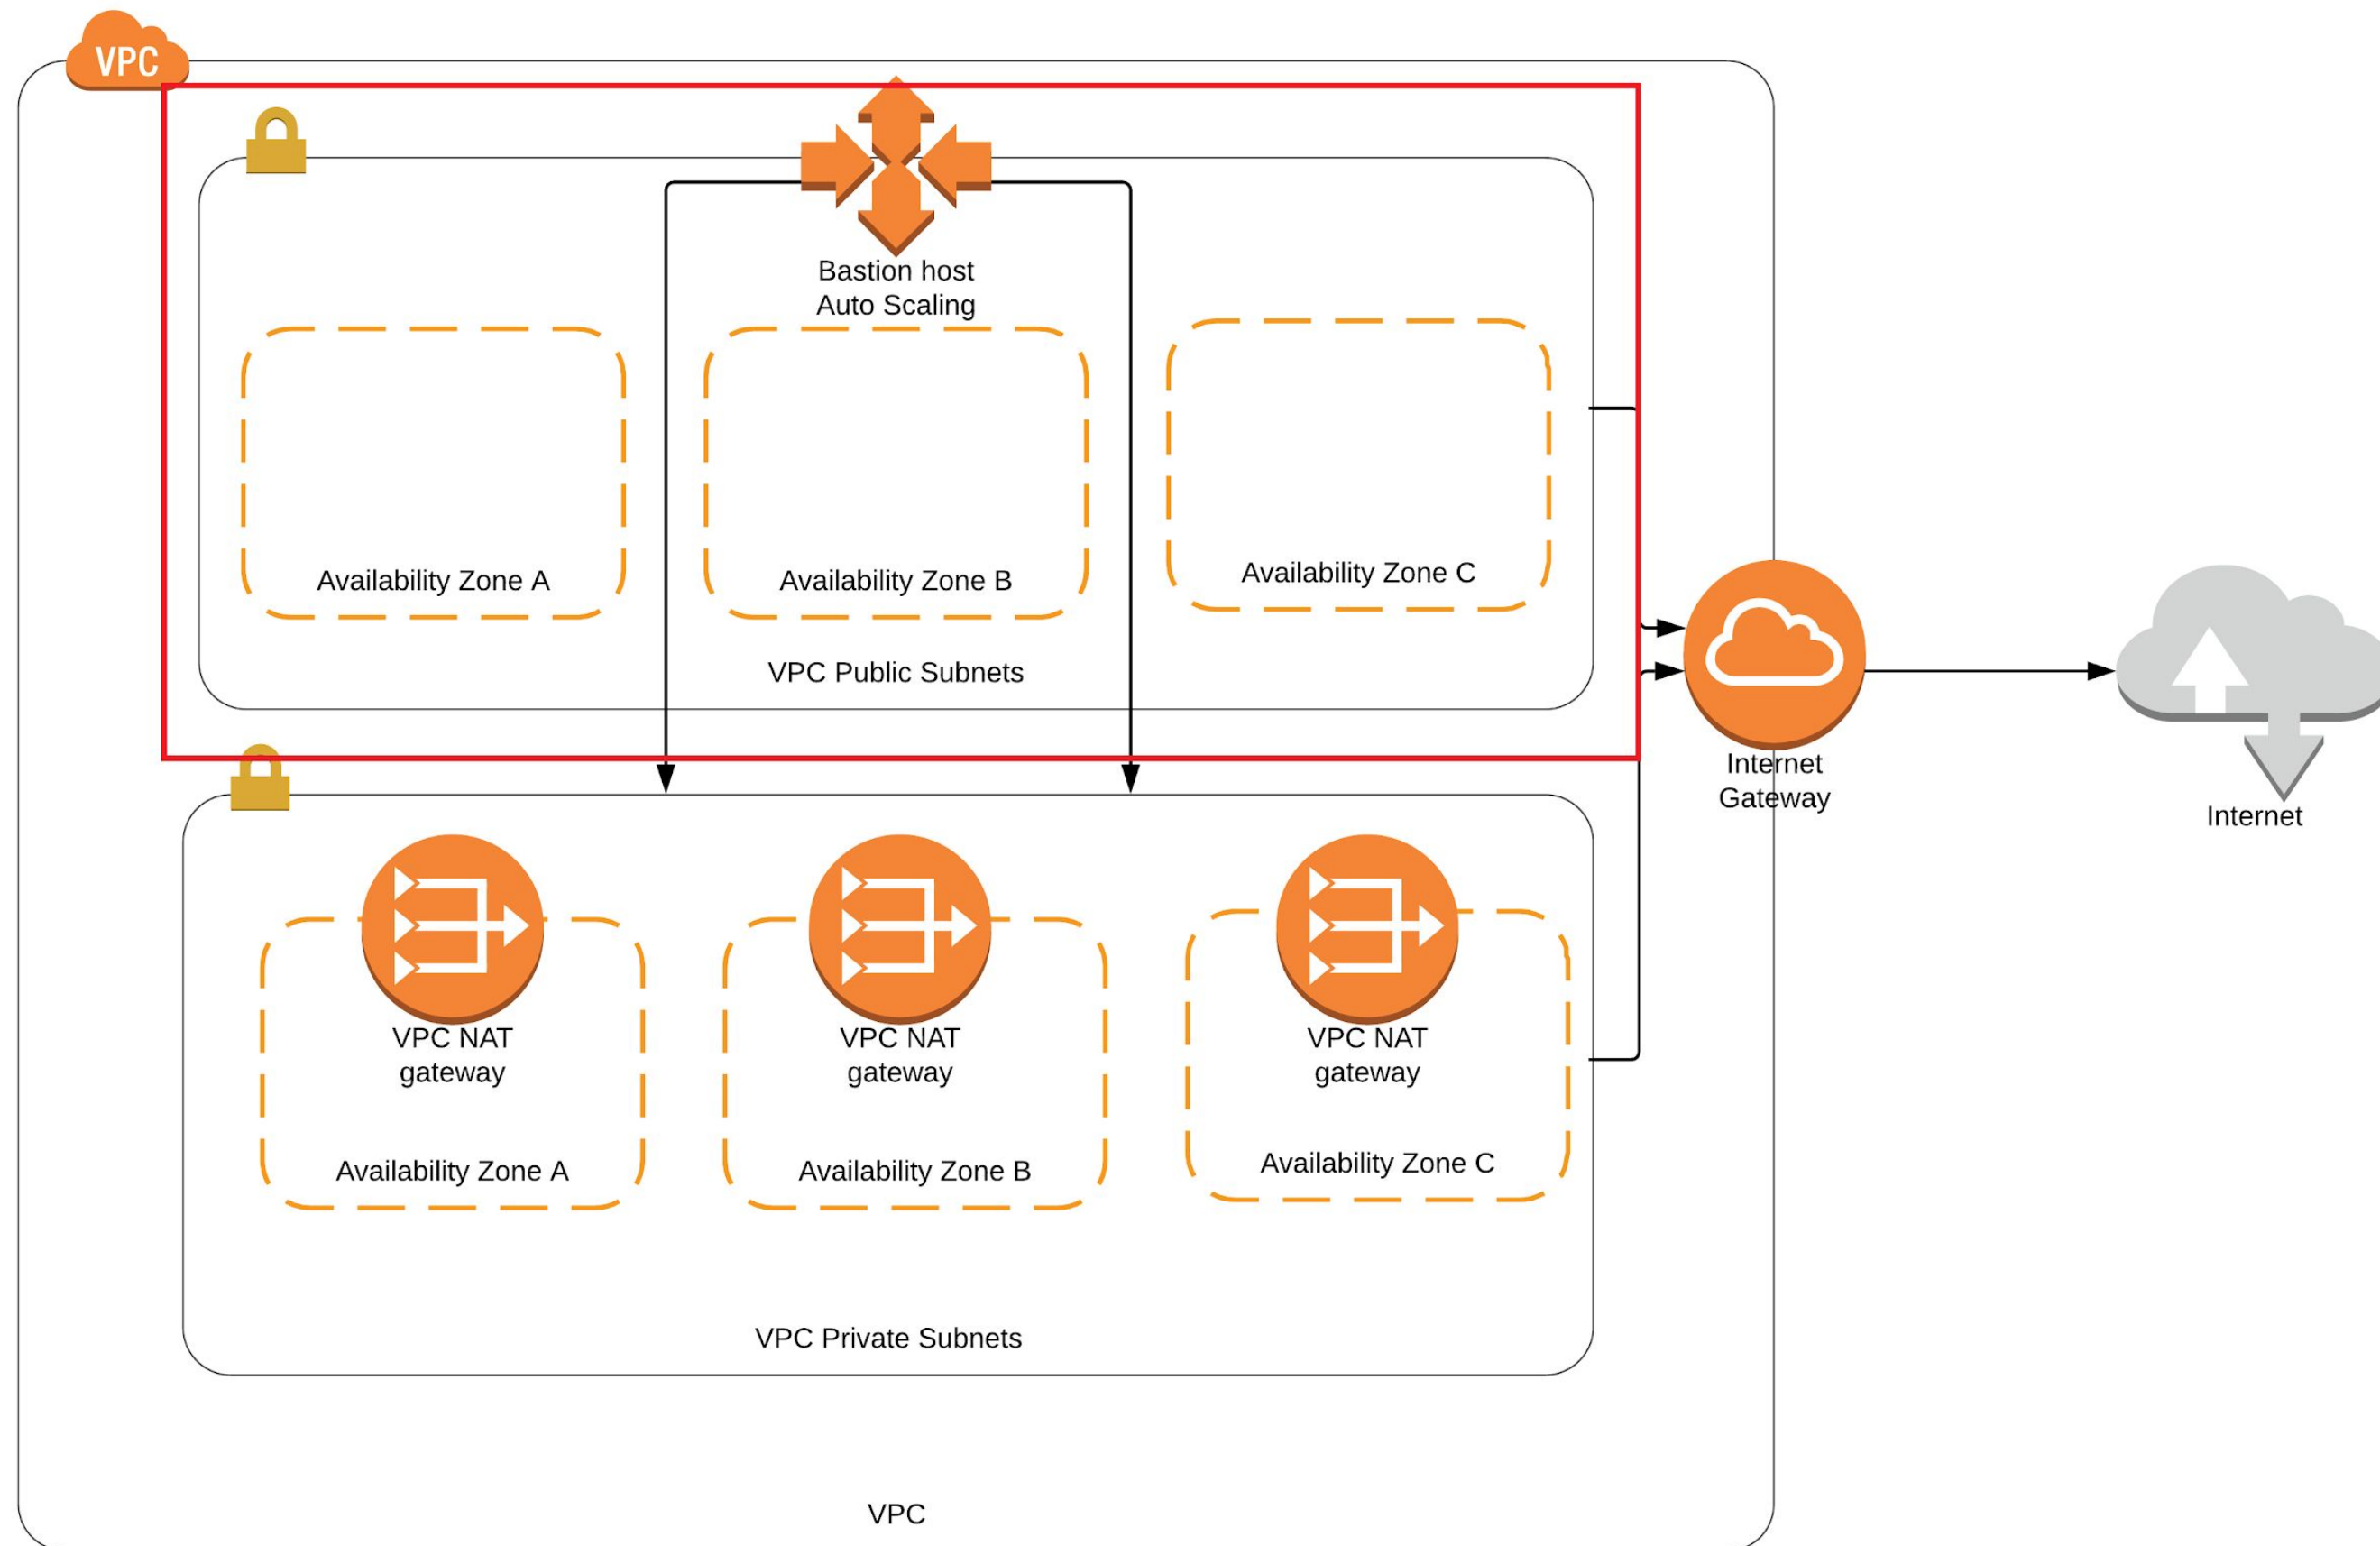 VPC
Bastion host
Auto Scaling
Availability Zone A
Availability Zone B
Availability Zone C
VPC Public Subnets
Internet
Gateway
Internet
VPC NAT
gateway
VPC NAT
gateway
VPC NAT
gateway
Availability Zone A
Availability Zone B
Availability Zone C
VPC Private Subnets
VPC